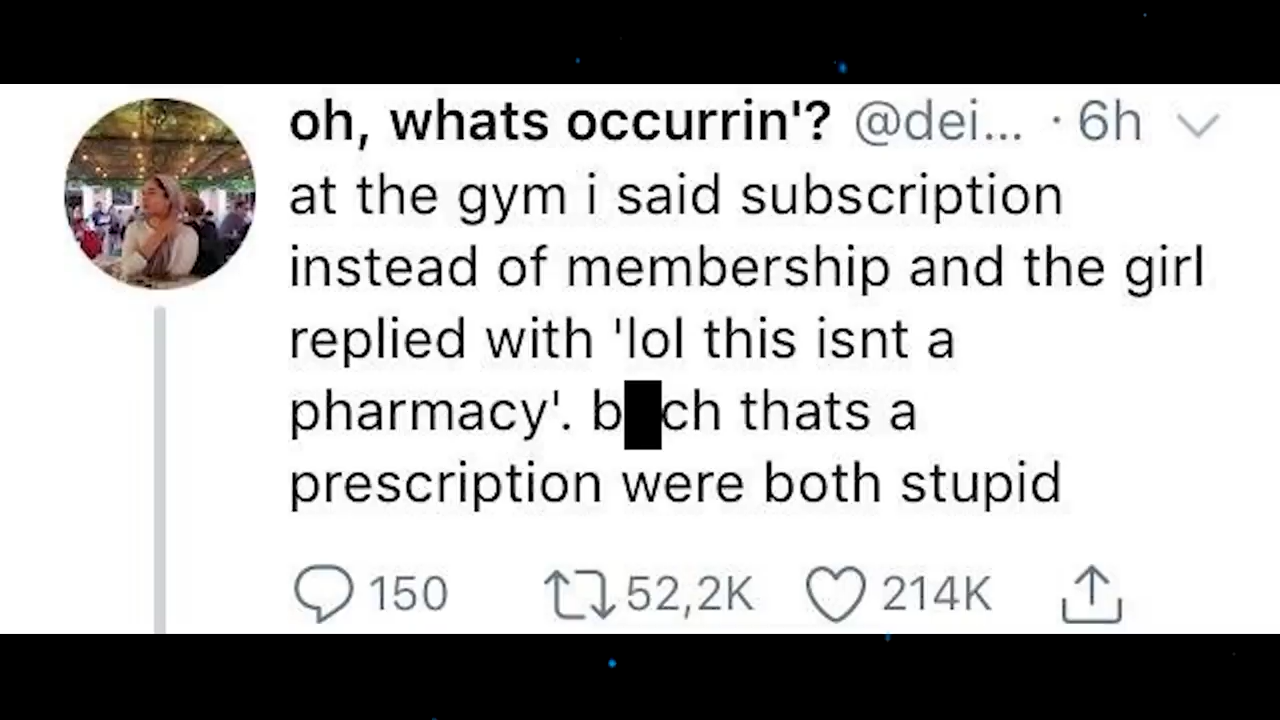 oh, whats occurrin'? @dei... · 6h
at the gym i said subscription
instead of membership and the girl
replied with 'lol this isnt a
pharmacy'. b█ch thats a
prescription were both stupid
150 52,2K 214K